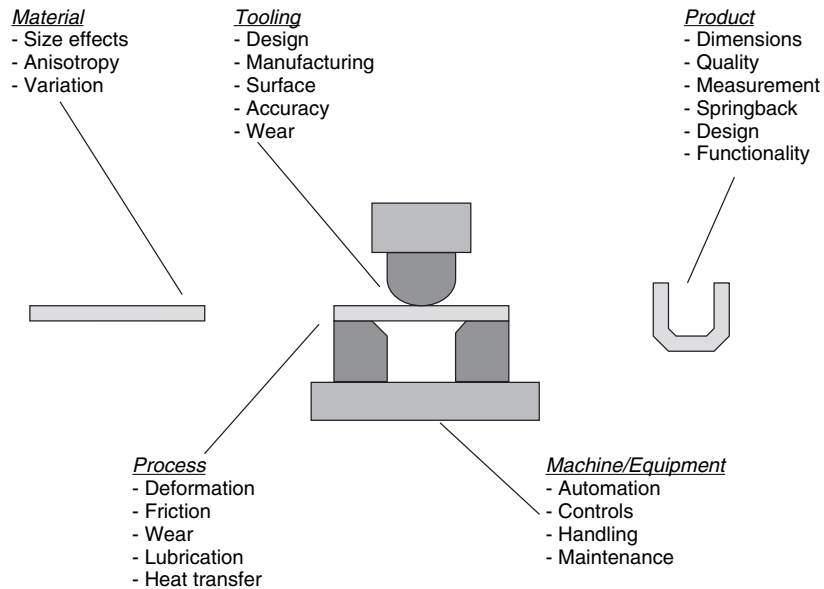 Material
- Size effects
- Anisotropy
- Variation
Tooling
- Design
- Manufacturing
- Surface
- Accuracy
- Wear
Product
- Dimensions
- Quality
- Measurement
- Springback
- Design
- Functionality
Process
- Deformation
- Friction
- Wear
- Lubrication
- Heat transfer
Machine/Equipment
- Automation
- Controls
- Handling
- Maintenance